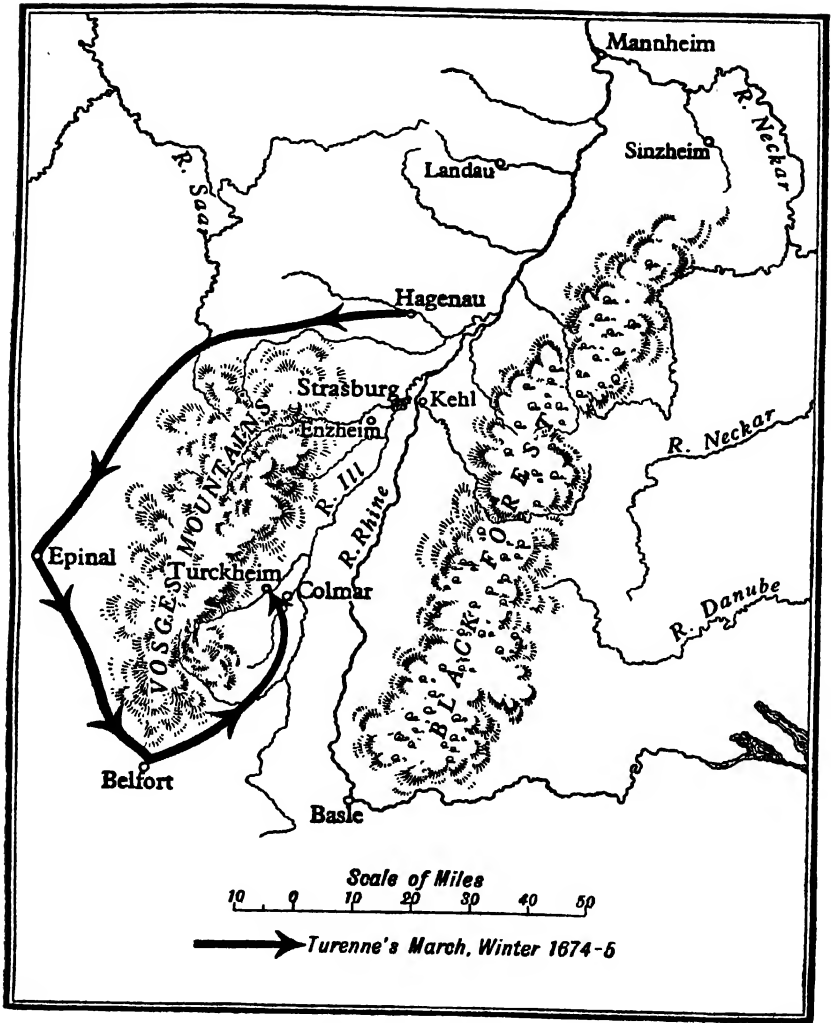 Mannheim
R. Neckar
Sinzheim
Landau
R. Saar
Hagenau
Strasburg
Kehl
Enzheim
R. Neckar
VOSGES MOUNTAINS
R. Ill
R. Rhine
BLACK FOREST
Epinal
Turckheim
Colmar
R. Danube
Belfort
Basle
Scale of Miles
10 0 10 20 30 40 50
Turenne's March, Winter 1674-5